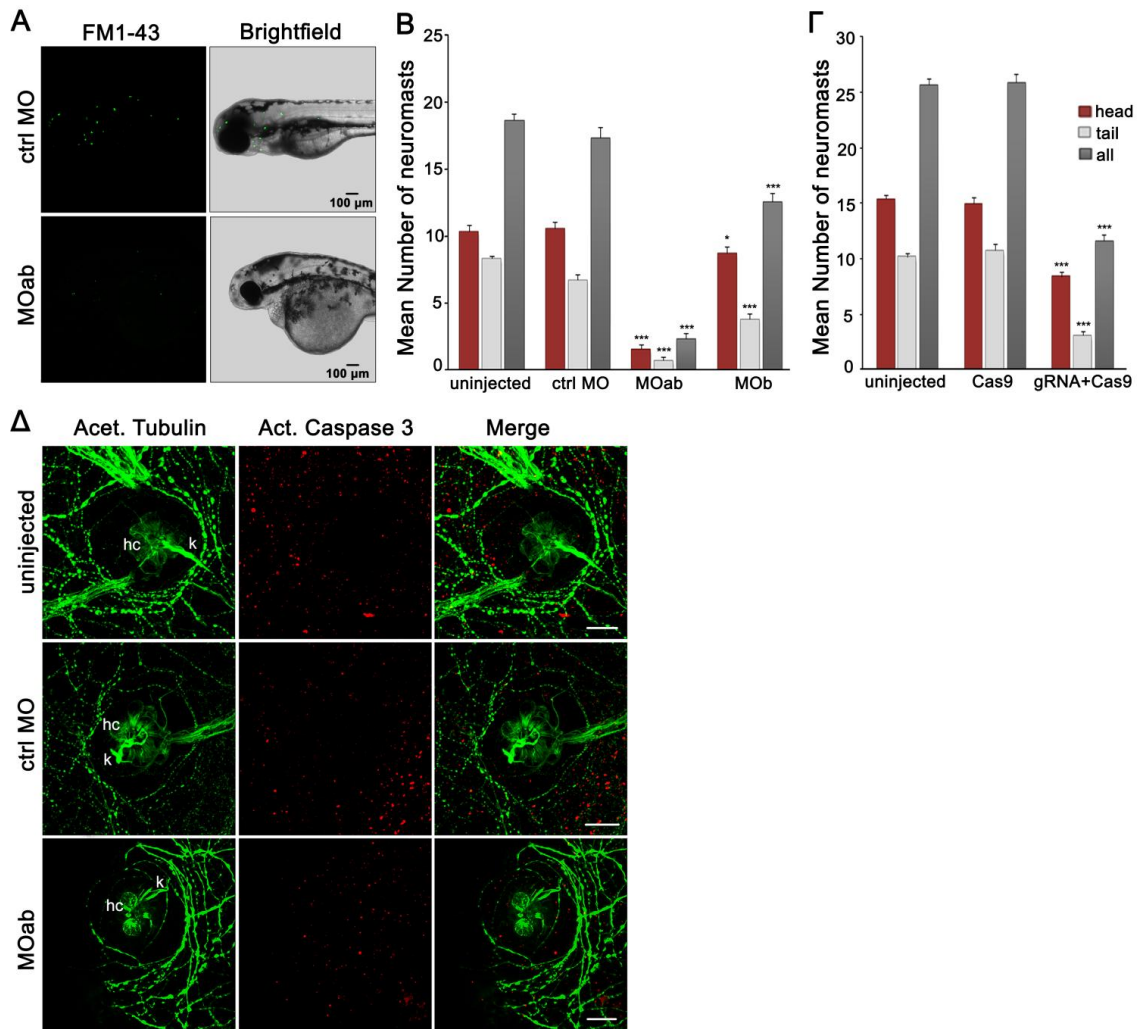 A
FM1-43
Brightfield
ctrl MO
100 µm
MOab
100 µm
B
Mean Number of neuromasts
25
20
15
10
5
0
*
***
***
***
***
***
***
uninjected
ctrl MO
MOab
MOb
Γ
Mean Number of neuromasts
30
25
20
15
10
5
0
***
***
***
uninjected
Cas9
gRNA+Cas9
head
tail
all
Δ
Acet. Tubulin
Act. Caspase 3
Merge
uninjected
hc
k
ctrl MO
hc
k
MOab
k
hc